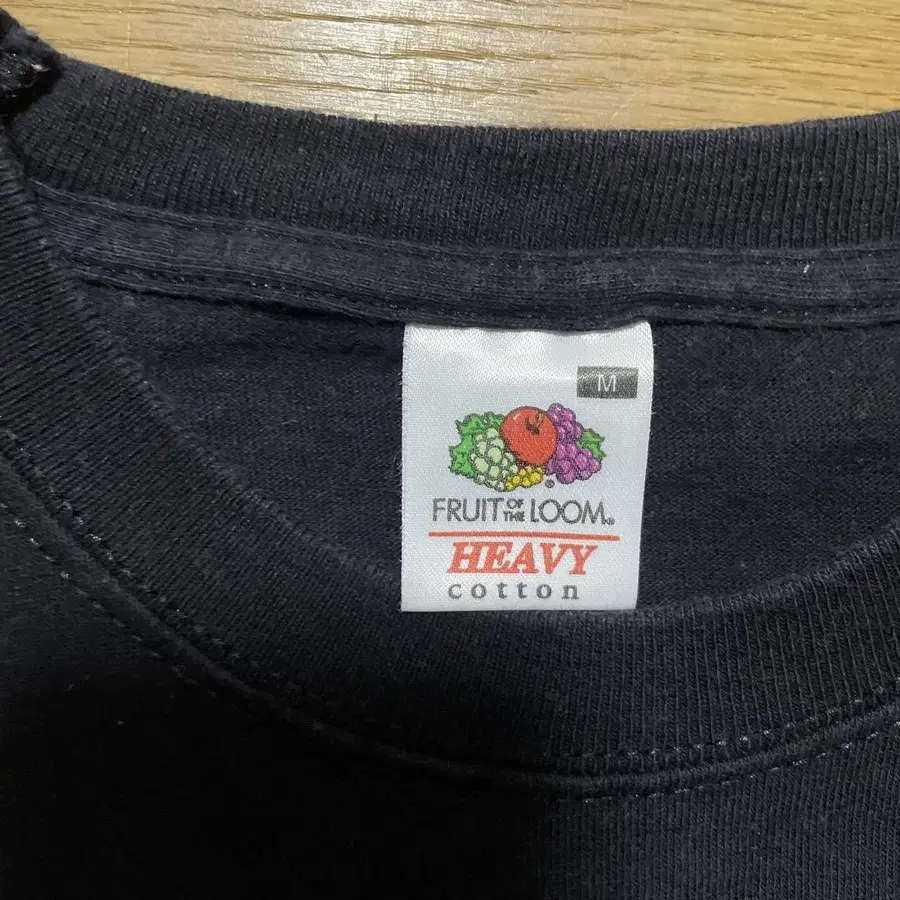 M
FRUIT OF THE LOOM®
HEAVY
cotton